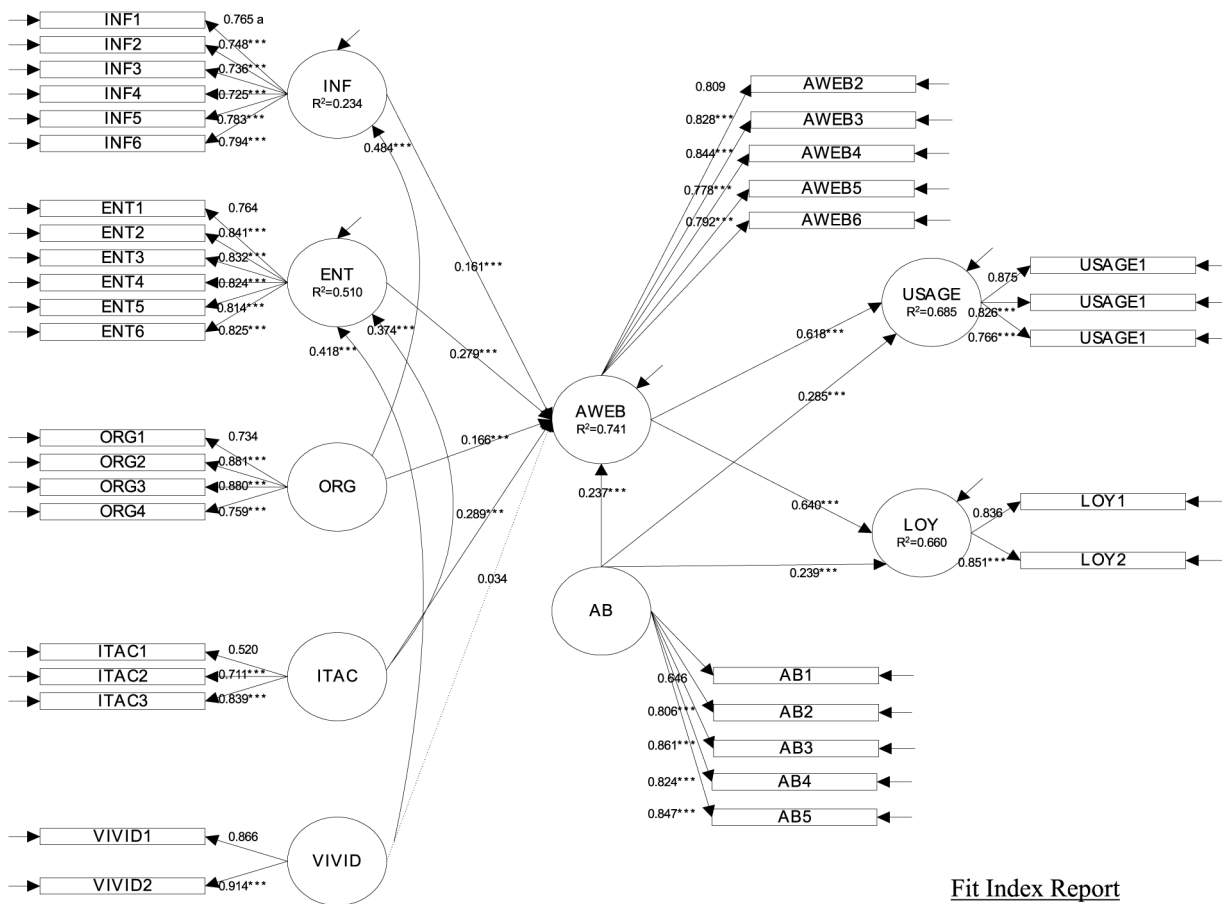 INF1
0.765 a
INF2
0.748***
INF3
0.736***
INF4
0.725***
INF5
0.783***
INF6
0.794***
INF
R²=0.234
0.484***
0.161***
ENT1
0.764
ENT2
0.841***
ENT3
0.832***
ENT4
0.824***
ENT5
0.814***
ENT6
0.825***
ENT
R²=0.510
0.374***
0.418***
0.279***
ORG1
0.734
ORG2
0.881***
ORG3
0.880***
ORG4
0.759***
ORG
0.166***
ITAC1
0.520
ITAC2
0.711***
ITAC3
0.839***
ITAC
0.289***
VIVID1
0.866
VIVID2
0.914***
VIVID
0.034
0.809
AWEB2
0.828***
AWEB3
0.844***
AWEB4
0.778***
AWEB5
0.792***
AWEB6
AWEB
R²=0.741
0.237***
0.618***
0.285***
0.640***
0.239***
USAGE
R²=0.685
0.875
USAGE1
0.826***
USAGE1
0.766***
USAGE1
LOY
R²=0.660
0.836
LOY1
0.851***
LOY2
AB
0.646
AB1
0.806***
AB2
0.861***
AB3
0.824***
AB4
0.847***
AB5
Fit Index Report